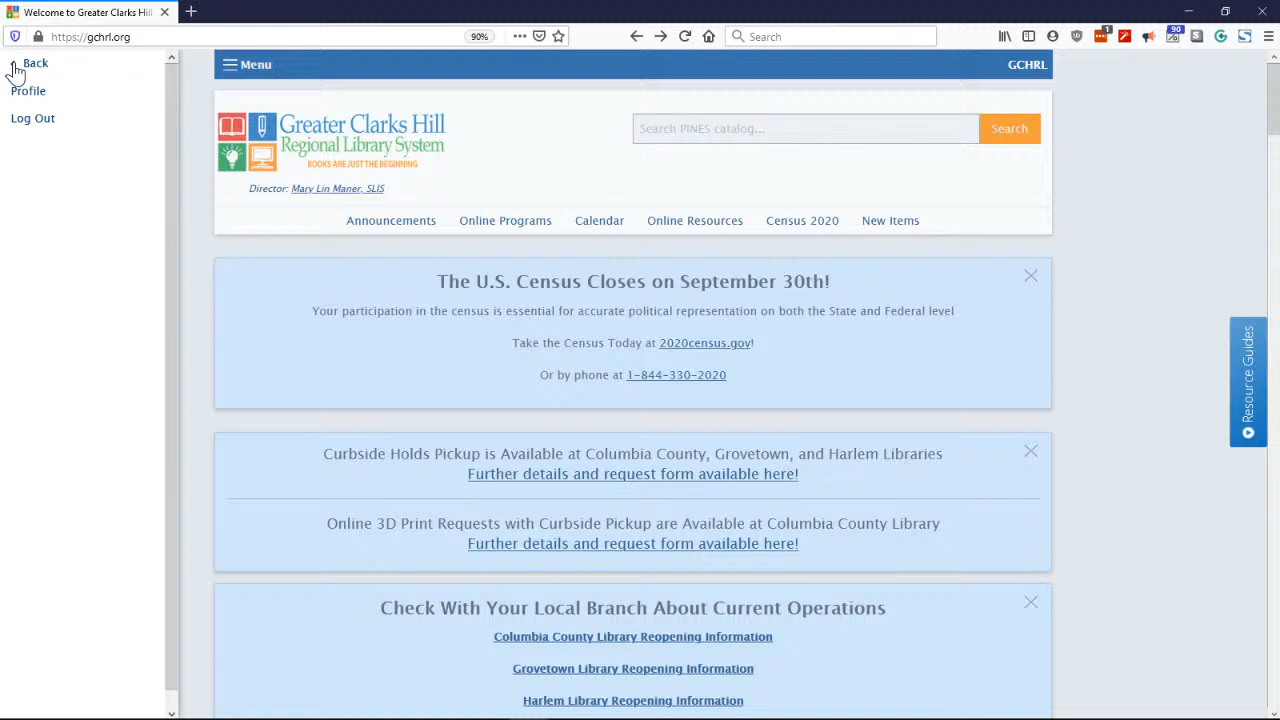 Welcome to Greater Clarks Hill
https://gchrl.org
90%
Search
1
90
Back
Profile
Log Out
Menu
GCHRL
Greater Clarks Hill
Regional Library System
BOOKS ARE JUST THE BEGINNING
Director: Mary Lin Maner, SLIS
Search PINES catalog...
Search
Announcements
Online Programs
Calendar
Online Resources
Census 2020
New Items
The U.S. Census Closes on September 30th!
Your participation in the census is essential for accurate political representation on both the State and Federal level
Take the Census Today at 2020census.gov!
Or by phone at 1-844-330-2020
Curbside Holds Pickup is Available at Columbia County, Grovetown, and Harlem Libraries
Further details and request form available here!
Online 3D Print Requests with Curbside Pickup are Available at Columbia County Library
Further details and request form available here!
Check With Your Local Branch About Current Operations
Columbia County Library Reopening Information
Grovetown Library Reopening Information
Harlem Library Reopening Information
Resource Guides